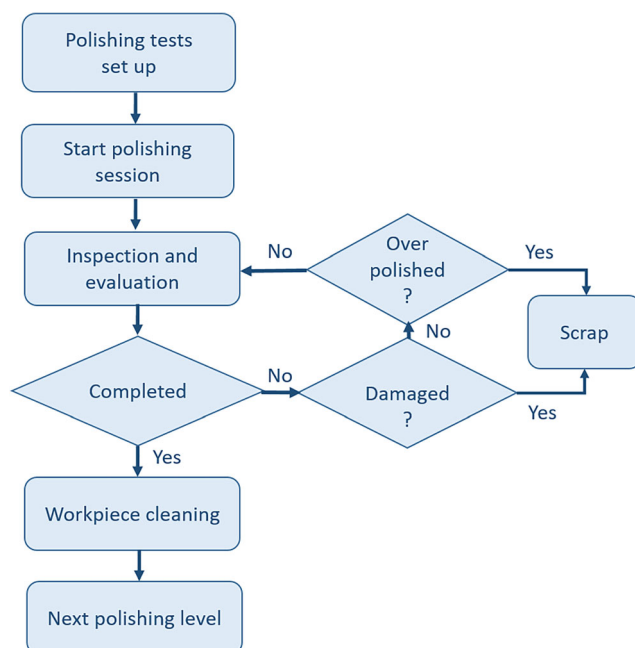 Polishing tests
set up
Start polishing
session
Inspection and
evaluation
No
Over
polished
?
Yes
Scrap
No
Completed
No
Damaged
?
Yes
Yes
Workpiece cleaning
Next polishing level